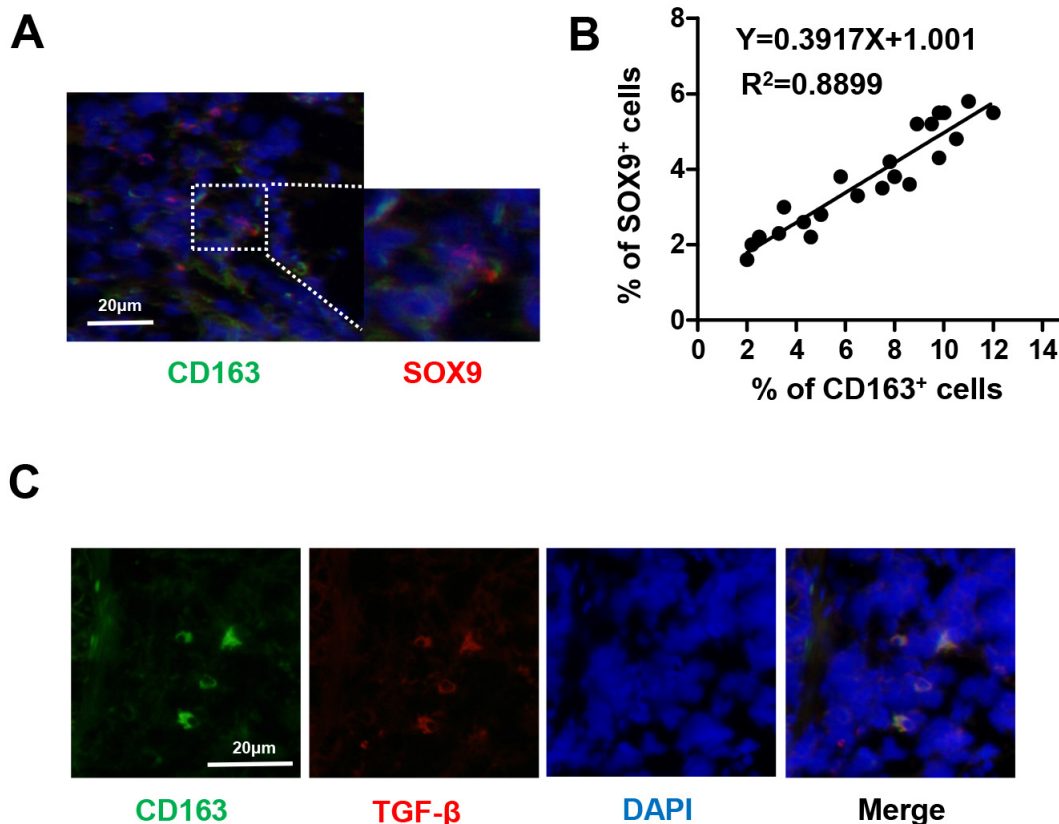 A
20μm
CD163 SOX9
B
Y=0.3917X+1.001
R²=0.8899
% of SOX9⁺ cells
8
6
4
2
0
0 2 4 6 8 10 12 14
% of CD163⁺ cells
C
20μm
CD163 TGF-β DAPI Merge